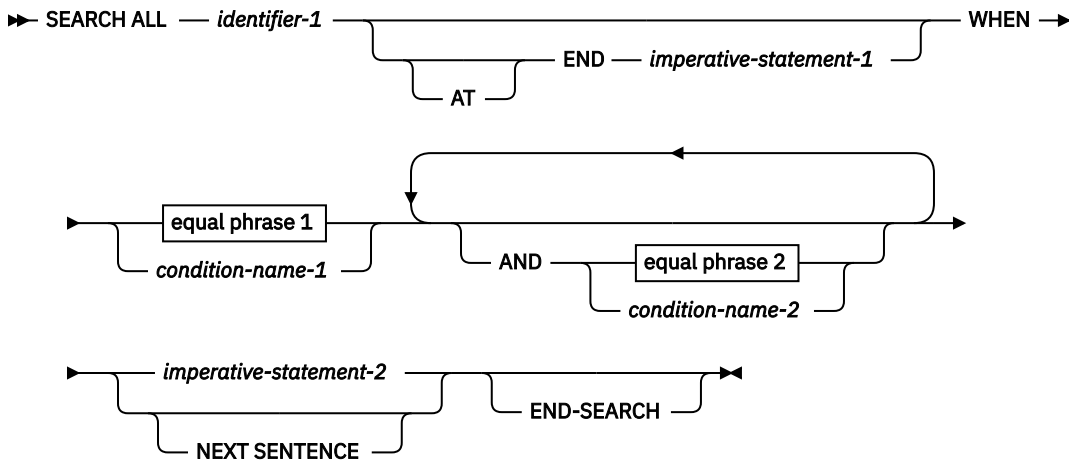 SEARCH ALL identifier-1 WHEN
END imperative-statement-1
AT
equal phrase 1
condition-name-1
AND equal phrase 2
condition-name-2
imperative-statement-2
NEXT SENTENCE
END-SEARCH